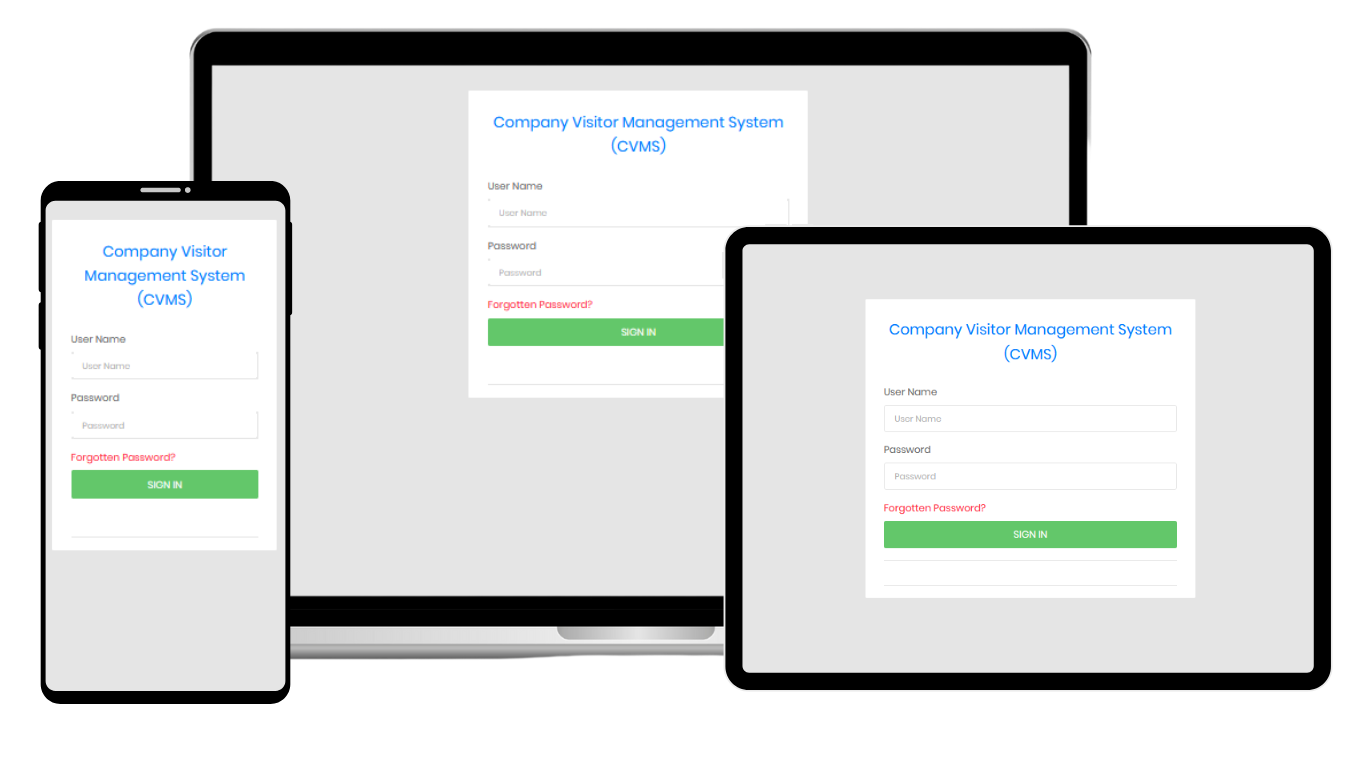 Company Visitor Management System
(CVMS)
User Name
User Name
Password
Password
Forgotten Password?
SIGN IN
Company Visitor
Management System
(CVMS)
User Name
User Name
Password
Password
Forgotten Password?
SIGN IN
Company Visitor Management System
(CVMS)
User Name
User Name
Password
Password
Forgotten Password?
SIGN IN